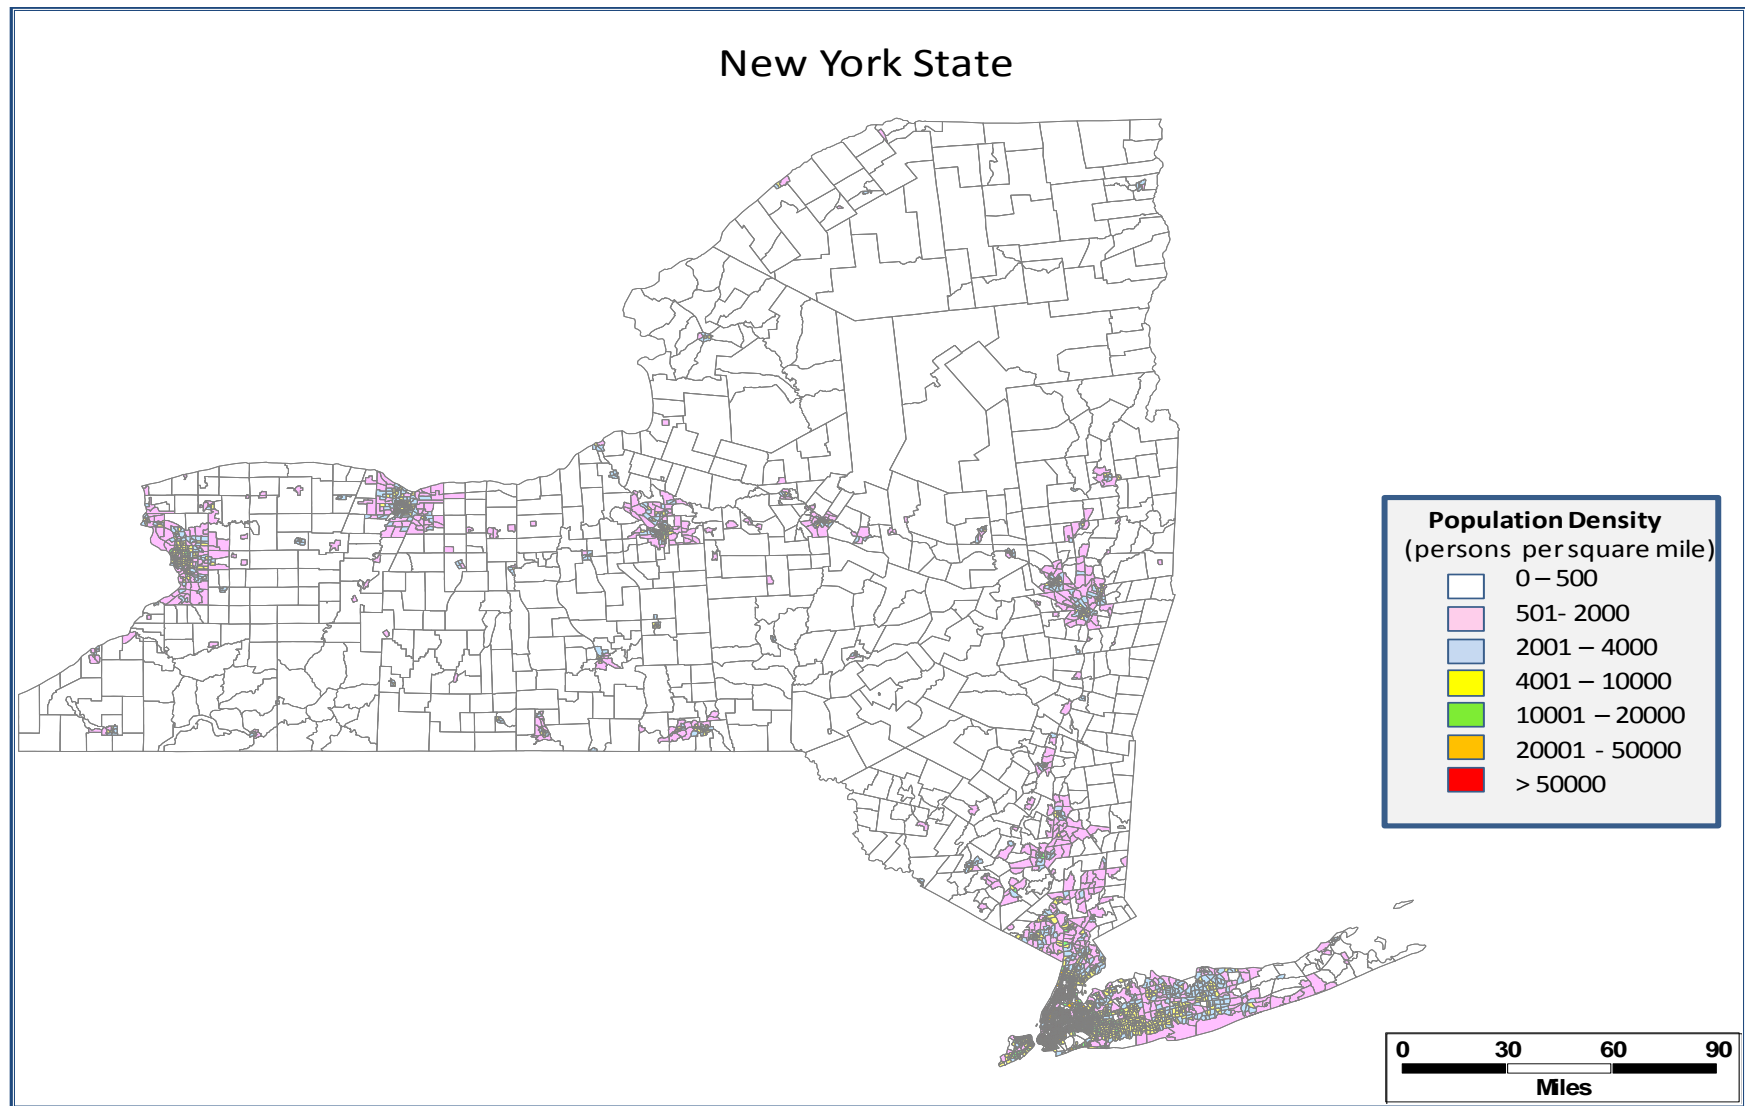 New York State
Population Density
(persons per square mile)
0 – 500
501- 2000
2001 – 4000
4001 – 10000
10001 – 20000
20001 - 50000
> 50000
0 30 60 90
Miles